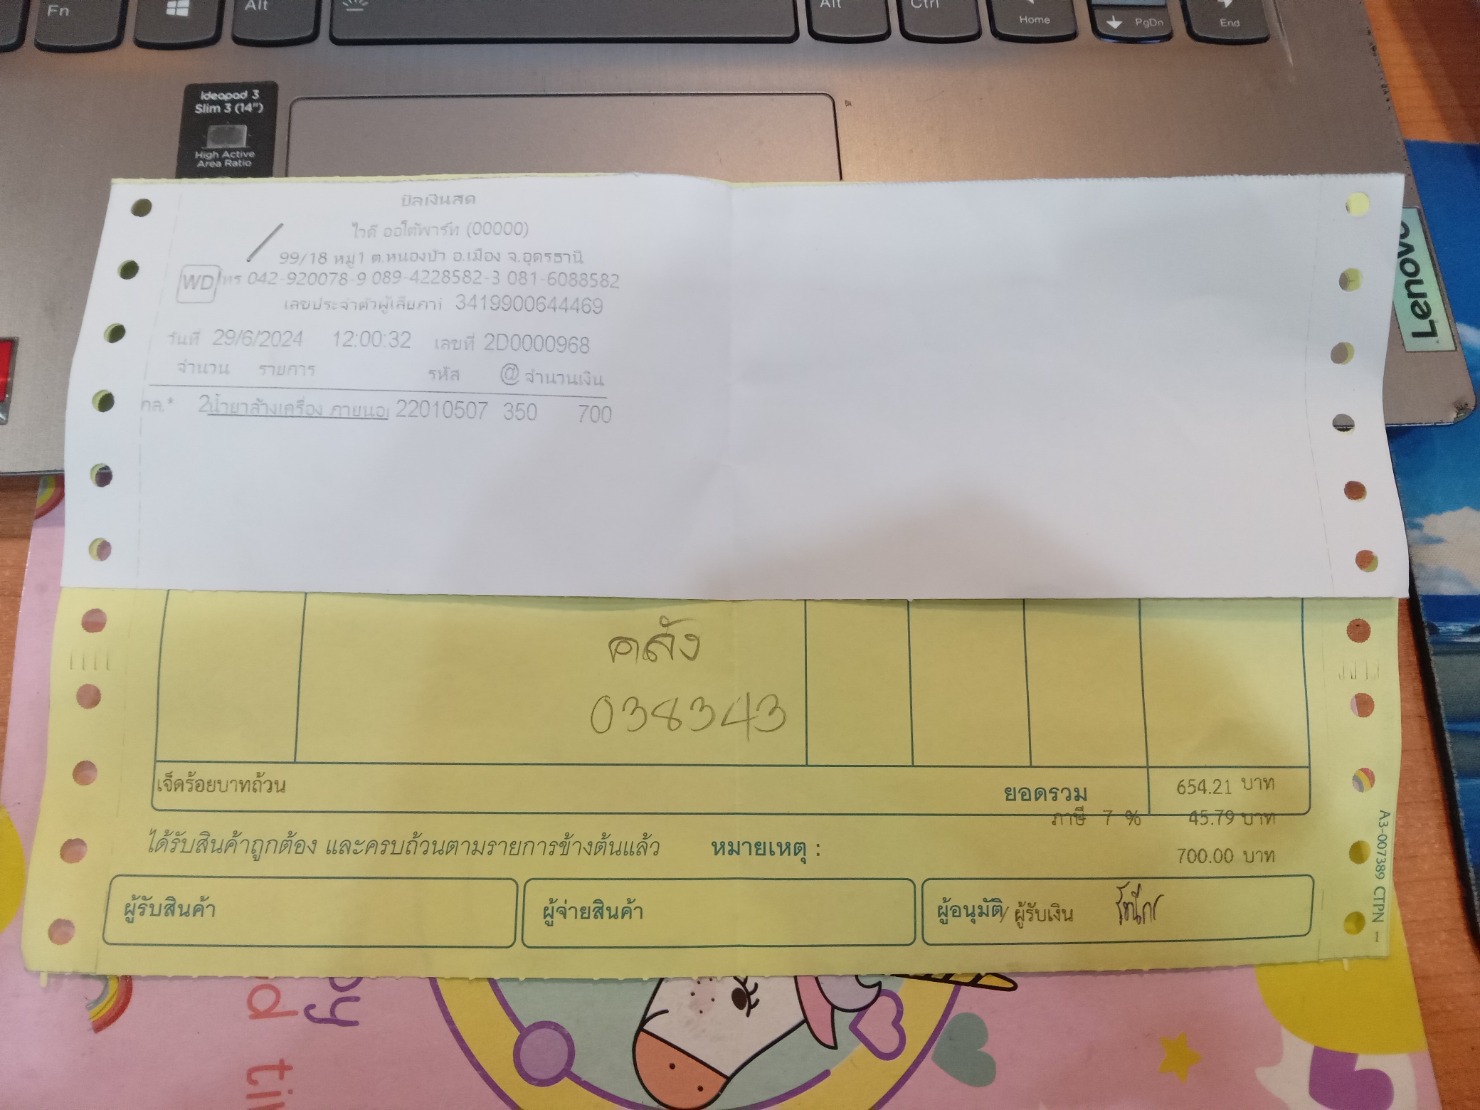 Fn
Alt
Alt
Ctrl
Home
PgDn
End
ideapad 3
Slim 3 (14")
High Active
Area Ratio
Lenovo
บิลเงินสด
ไวดี ออโต้พาร์ท (00000)
99/18 หมู่1 ต.หนองบัว อ.เมือง จ.อุดรธานี
WD โทร 042-920078-9 089-4228582-3 081-6088582
เลขประจำตัวผู้เสียภาษี 3419900644469
วันที่ 29/6/2024 12:00:32 เลขที่ 2D0000968
จำนวน รายการ รหัส @ จำนวนเงิน
กล.* 2 น้ำยาล้างเครื่อง ภายนอก 22010507 350 700
คลัง
038343
เจ็ดร้อยบาทถ้วน ยอดรวม 654.21 บาท
ภาษี 7 % 45.79 บาท
ได้รับสินค้าถูกต้อง และครบถ้วนตามรายการข้างต้นแล้ว หมายเหตุ : 700.00 บาท
ผู้รับสินค้า ผู้จ่ายสินค้า ผู้อนุมัติ/ผู้รับเงิน
A3-007389 CTPN -